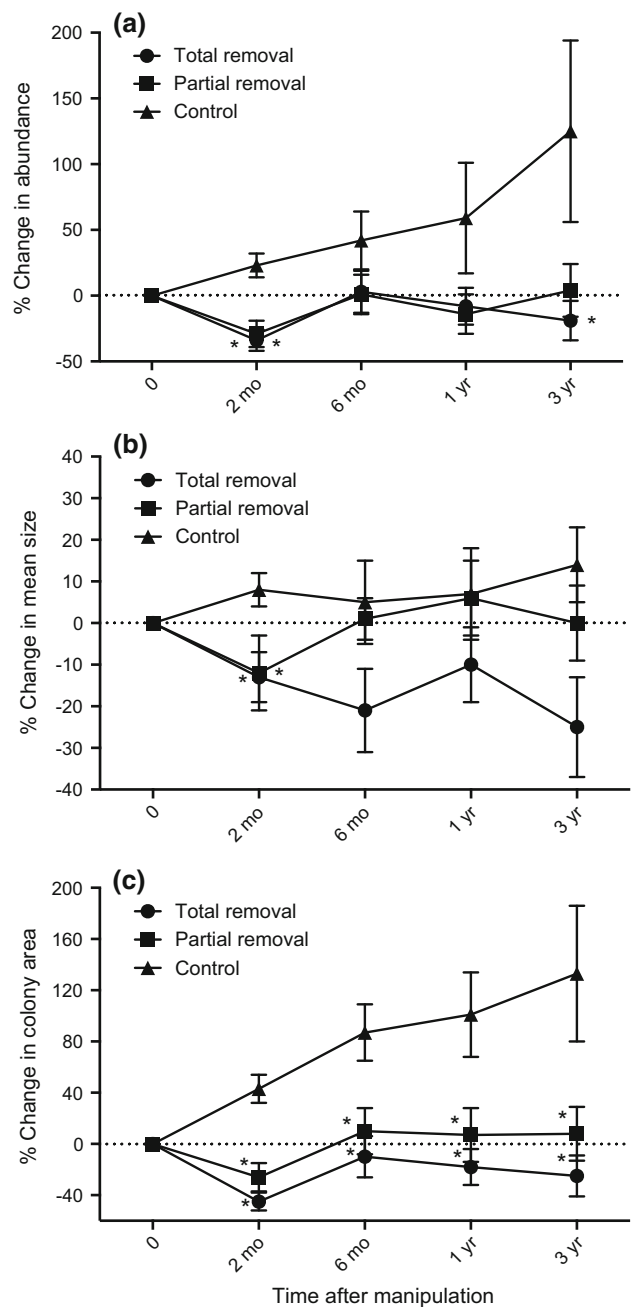 (a)
Total removal
Partial removal
Control
% Change in abundance
200
150
100
50
0
-50
0
2 mo
6 mo
1 yr
3 yr
* *
*
(b)
Total removal
Partial removal
Control
% Change in mean size
40
30
20
10
0
-10
-20
-30
-40
0
2 mo
6 mo
1 yr
3 yr
* *
(c)
Total removal
Partial removal
Control
% Change in colony area
200
160
120
80
40
0
-40
0
2 mo
6 mo
1 yr
3 yr
* * * *
* * * *
Time after manipulation